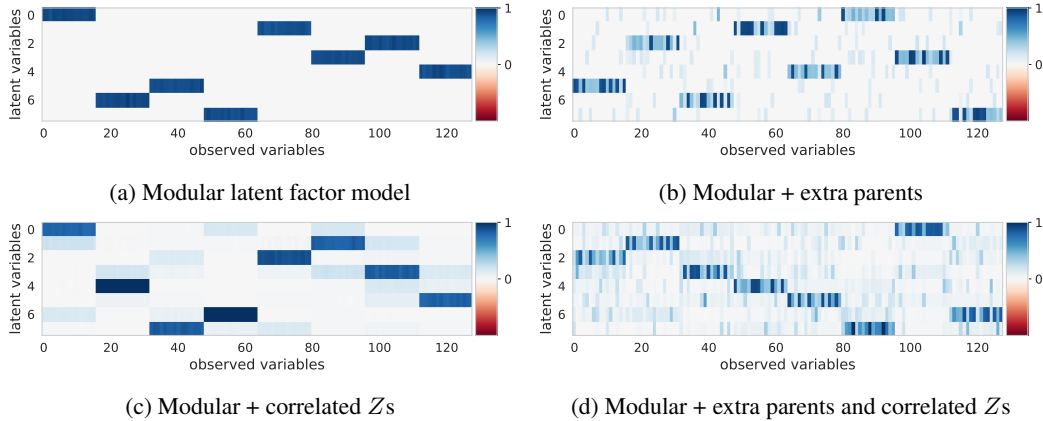 latent variables
0
2
4
6
0 20 40 60 80 100 120
observed variables
1
0
(a) Modular latent factor model
latent variables
0
2
4
6
0 20 40 60 80 100 120
observed variables
1
0
(b) Modular + extra parents
latent variables
0
2
4
6
0 20 40 60 80 100 120
observed variables
1
0
(c) Modular + correlated Zs
latent variables
0
2
4
6
0 20 40 60 80 100 120
observed variables
1
0
(d) Modular + extra parents and correlated Zs